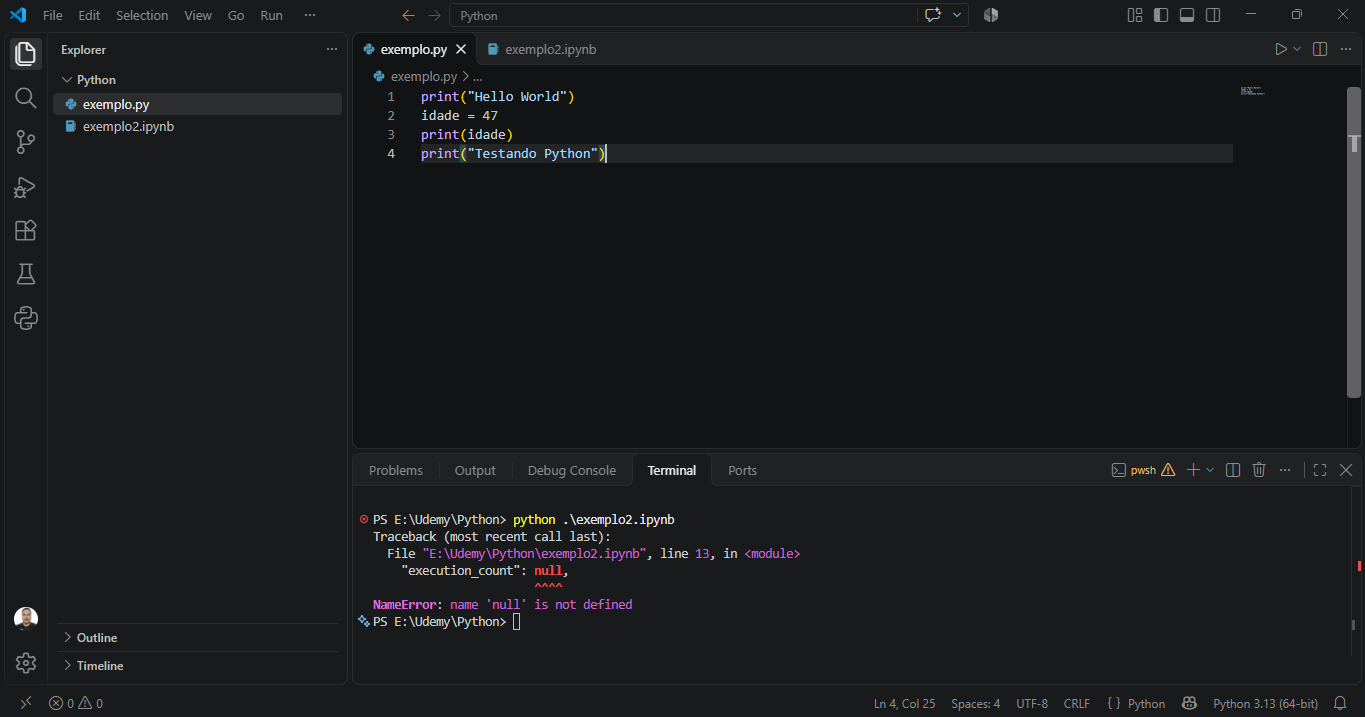 File Edit Selection View Go Run ···
Python
Explorer ···
Python
exemplo.py
exemplo2.ipynb
Outline
Timeline
exemplo.py
exemplo2.ipynb
exemplo.py > ...
1 print("Hello World")
2 idade = 47
3 print(idade)
4 print("Testando Python")
Problems Output Debug Console Terminal Ports
pwsh
PS E:\Udemy\Python> python .\exemplo2.ipynb
Traceback (most recent call last):
File "E:\Udemy\Python\exemplo2.ipynb", line 13, in <module>
"execution_count": null,
^^^^
NameError: name 'null' is not defined
PS E:\Udemy\Python>
0 0
Ln 4, Col 25 Spaces: 4 UTF-8 CRLF { } Python Python 3.13 (64-bit)